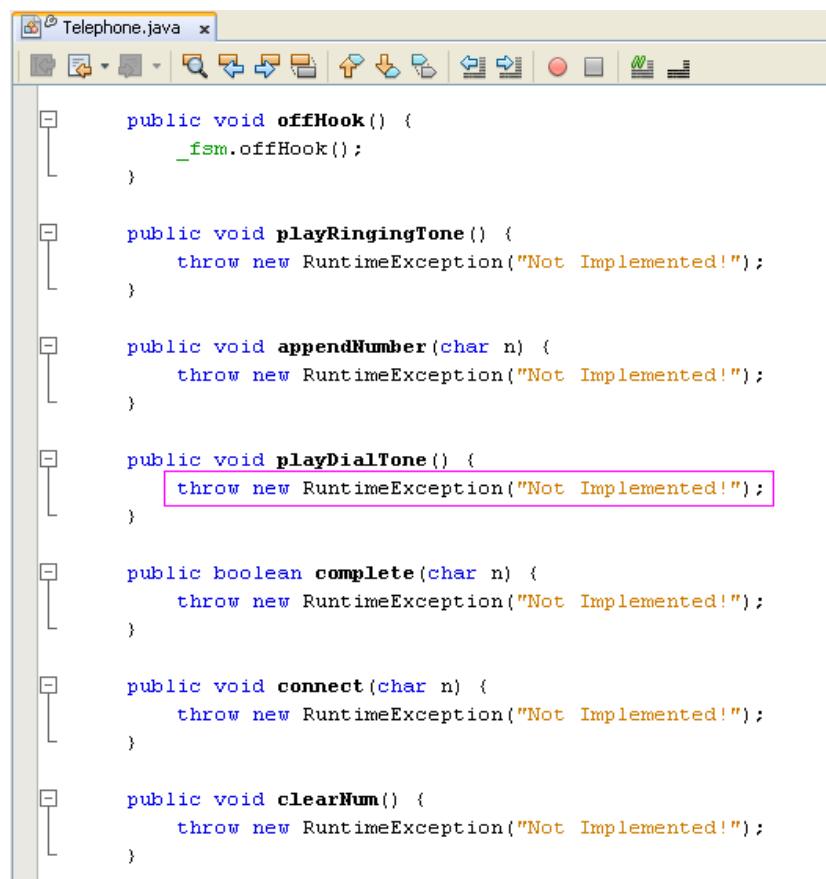 Telephone.java x
public void offHook() {
_fsm.offHook();
}
public void playRingingTone() {
throw new RuntimeException("Not Implemented!");
}
public void appendNumber(char n) {
throw new RuntimeException("Not Implemented!");
}
public void playDialTone() {
throw new RuntimeException("Not Implemented!");
}
public boolean complete(char n) {
throw new RuntimeException("Not Implemented!");
}
public void connect(char n) {
throw new RuntimeException("Not Implemented!");
}
public void clearNum() {
throw new RuntimeException("Not Implemented!");
}